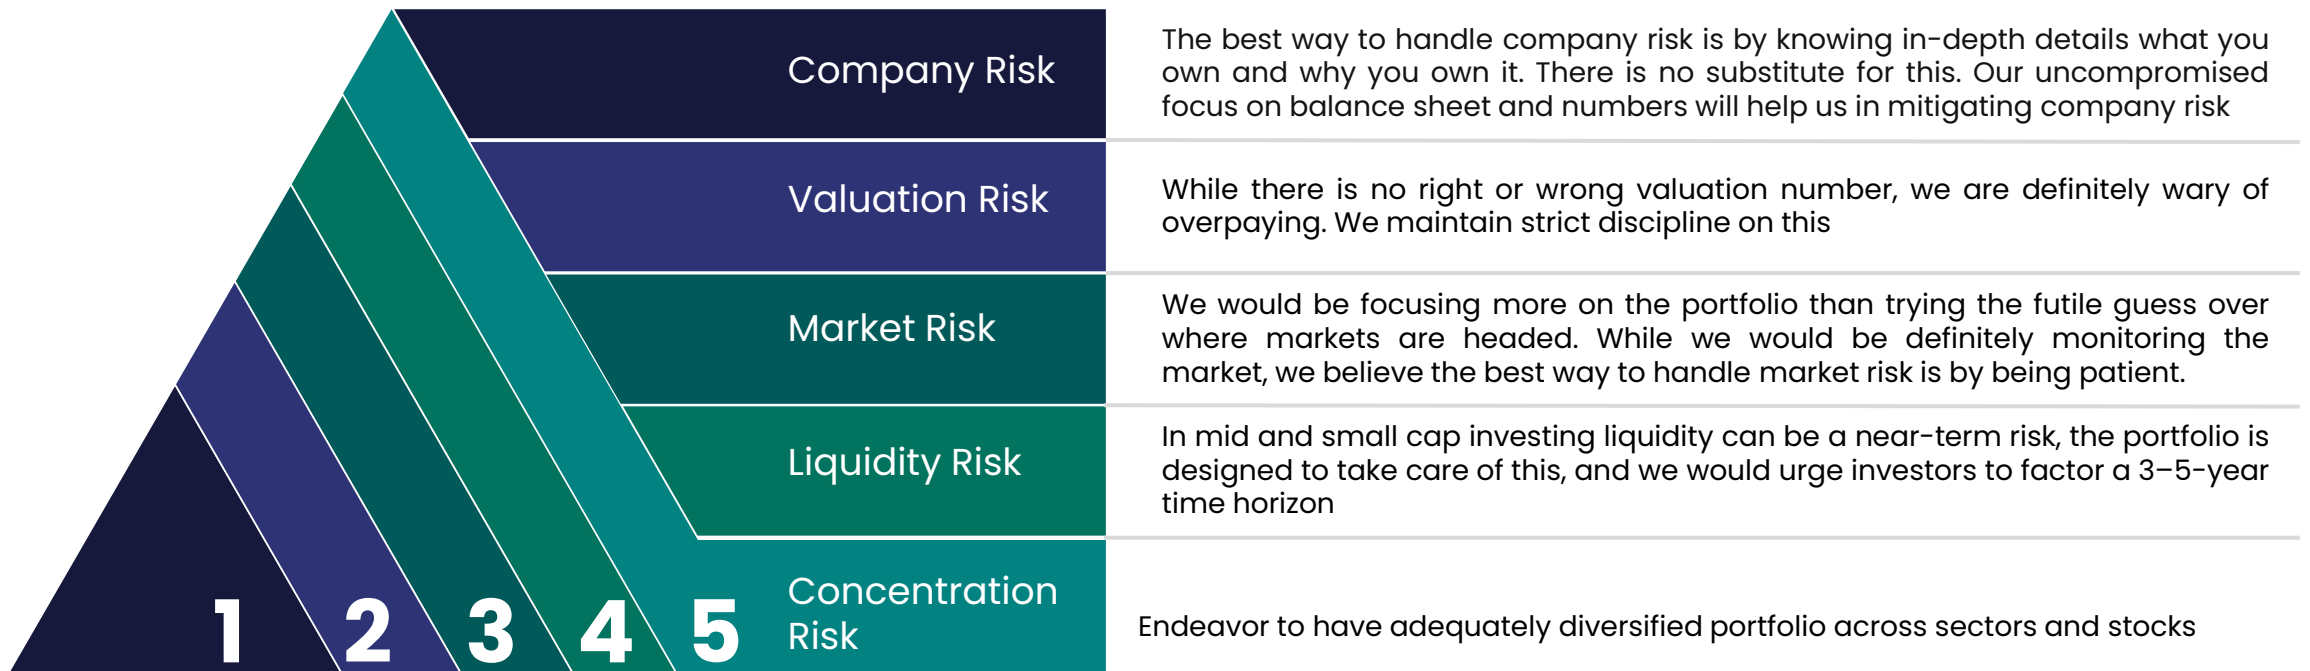 Company Risk
The best way to handle company risk is by knowing in-depth details what you
own and why you own it. There is no substitute for this. Our uncompromised
focus on balance sheet and numbers will help us in mitigating company risk
Valuation Risk
While there is no right or wrong valuation number, we are definitely wary of
overpaying. We maintain strict discipline on this
Market Risk
We would be focusing more on the portfolio than trying the futile guess over
where markets are headed. While we would be definitely monitoring the
market, we believe the best way to handle market risk is by being patient.
Liquidity Risk
In mid and small cap investing liquidity can be a near-term risk, the portfolio is
designed to take care of this, and we would urge investors to factor a 3–5-year
time horizon
1 2 3 4 5
Concentration
Risk
Endeavor to have adequately diversified portfolio across sectors and stocks